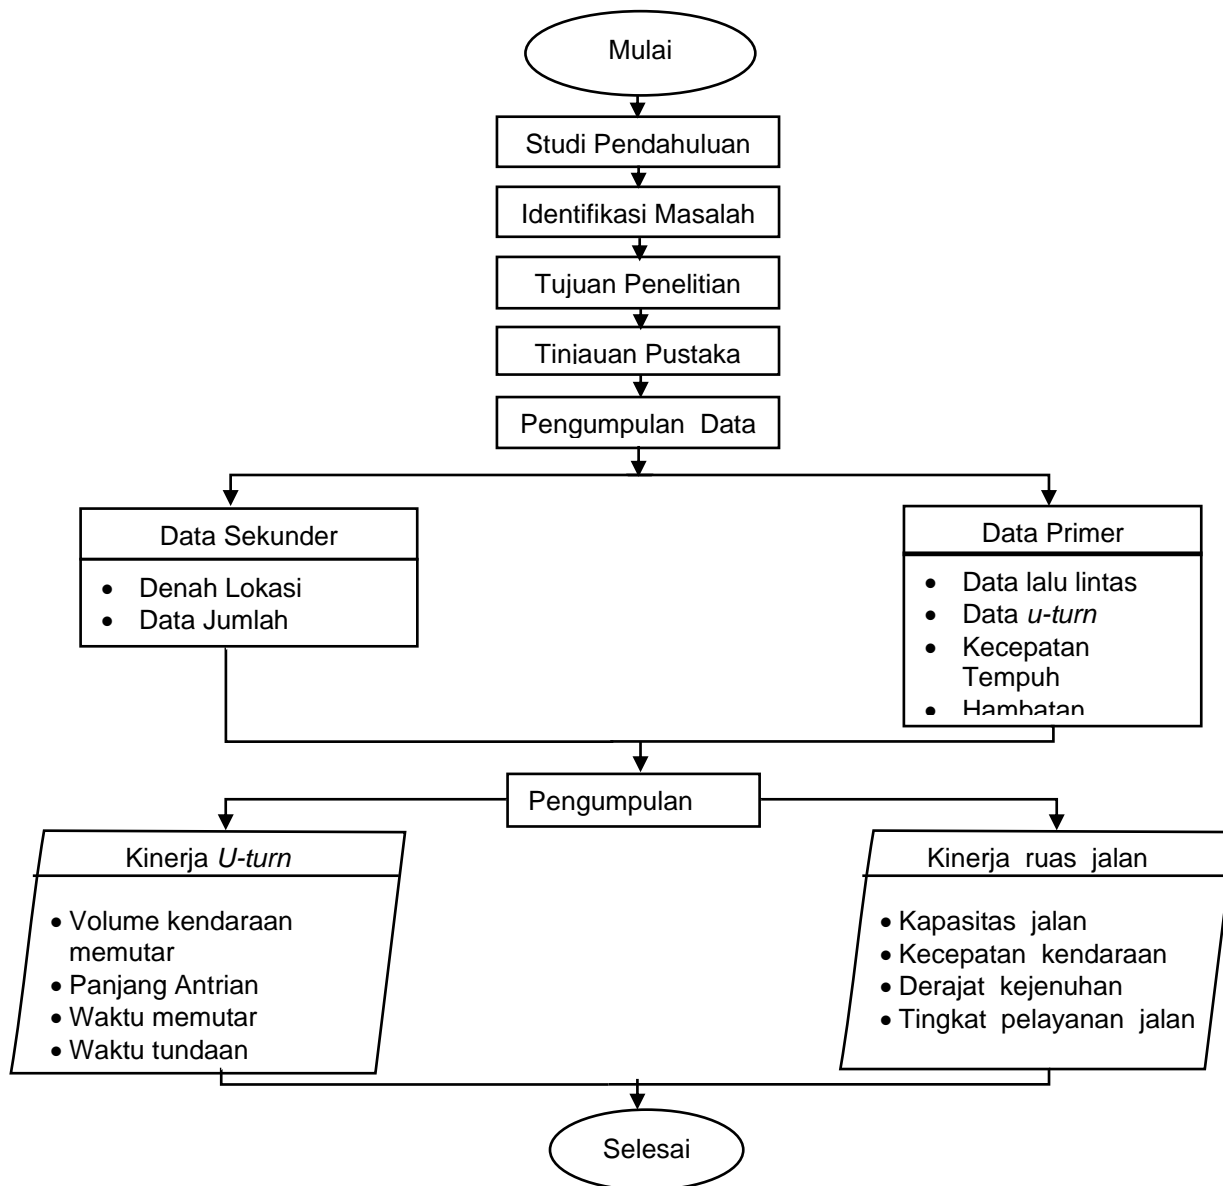 Mulai
Studi Pendahuluan
Identifikasi Masalah
Tujuan Penelitian
Tinjauan Pustaka
Pengumpulan Data
Data Sekunder
• Denah Lokasi
• Data Jumlah
Data Primer
• Data lalu lintas
• Data u-turn
• Kecepatan
Tempuh
• Hambatan
Pengumpulan
Kinerja U-turn
• Volume kendaraan
memutar
• Panjang Antrian
• Waktu memutar
• Waktu tundaan
Kinerja ruas jalan
• Kapasitas jalan
• Kecepatan kendaraan
• Derajat kejenuhan
• Tingkat pelayanan jalan
Selesai